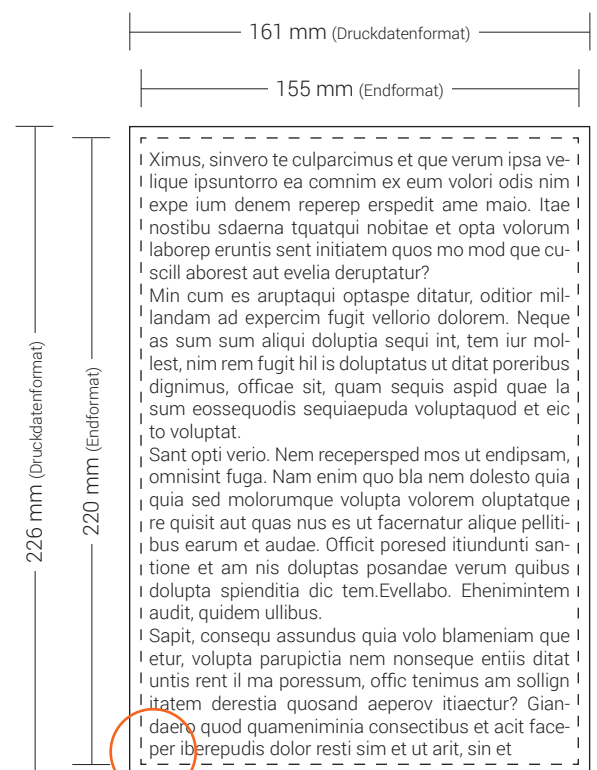 161 mm (Druckdatenformat)
155 mm (Endformat)
226 mm (Druckdatenformat)
220 mm (Endformat)
Ximus, sinvero te culparcimus et que verum ipsa ve-
lique ipsuntorro ea comnim ex eum volori odis nim
expe ium denem reperep erspedit ame maio. Itae
nostibu sdaerna tquatqui nobitae et opta volorum
laborep eruntis sent initiatem quos mo mod que cu-
scill aborest aut evelia deruptatur?
Min cum es aruptaqui optaspe ditatur, oditior mil-
landam ad expercim fugit vellorio dolorem. Neque
as sum sum aliqui doluptia sequi int, tem iur mol-
lest, nim rem fugit hil is doluptatus ut ditat poreribus
dignimus, officae sit, quam sequis aspid quae la
sum eossequodis sequiaepuda voluptaquod et eic
to voluptat.
Sant opti verio. Nem recepersped mos ut endipsam,
omnisint fuga. Nam enim quo bla nem dolesto quia
quia sed molorumque volupta volorem oluptatque
re quisit aut quas nus es ut facernatur alique pelliti-
bus earum et audae. Officit poresed itiundunti san-
tione et am nis doluptas posandae verum quibus
dolupta spienditia dic tem.Evellabo. Ehenimintem
audit, quidem ullibus.
Sapit, consequ assundus quia volo blameniam que
etur, volupta parupictia nem nonseque entiis ditat
untis rent il ma poressum, offic tenimus am sollign
itatem derestia quosand aeperov itiaectur? Gian-
daero quod quameniminia consectibus et acit face-
per iberepudis dolor resti sim et ut arit, sin et